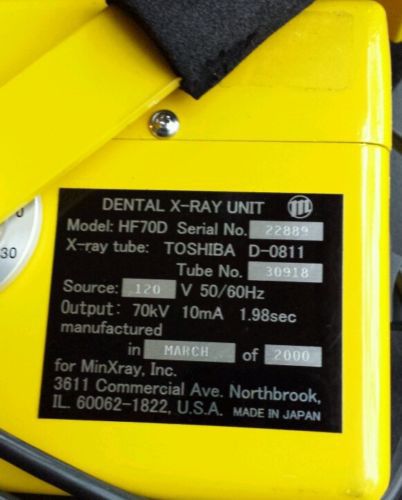 DENTAL X-RAY UNIT
Model: HF70D Serial No. 22889
X-ray tube: TOSHIBA D-0811
Tube No. 30918
Source: 120 V 50/60Hz
Output: 70kV 10mA 1.98sec
manufactured
in MARCH of 2000
for MinXray, Inc.
3611 Commercial Ave. Northbrook,
IL. 60062-1822, U.S.A. MADE IN JAPAN
30